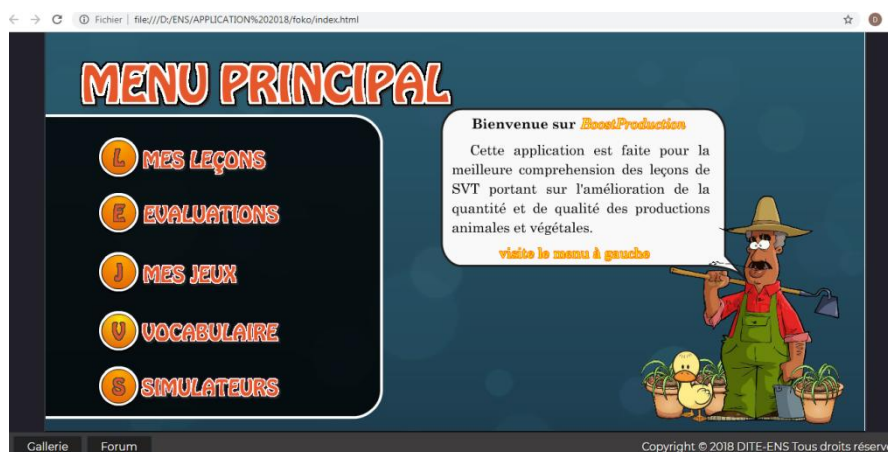 Fichier | file:///D:/ENS/APPLICATION%202018/foko/index.html
D
MENU PRINCIPAL
L MES LEÇONS
E EVALUATIONS
J MES JEUX
V VOCABULAIRE
S SIMULATEURS
Bienvenue sur BoostProduction
Cette application est faite pour la
meilleure comprehension des leçons de
SVT portant sur l'amélioration de la
quantité et de qualité des productions
animales et végétales.
visite le menu à gauche
Gallerie Forum
Copyright © 2018 DITE-ENS Tous droits réserve